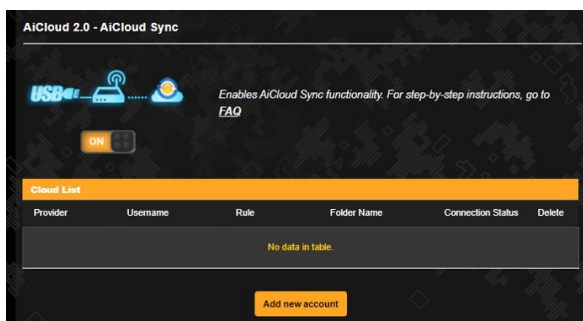 AiCloud 2.0 - AiCloud Sync
USB
Enables AiCloud Sync functionality. For step-by-step instructions, go to
FAQ
ON
Cloud List
Provider Username Rule Folder Name Connection Status Delete
No data in table.
Add new account